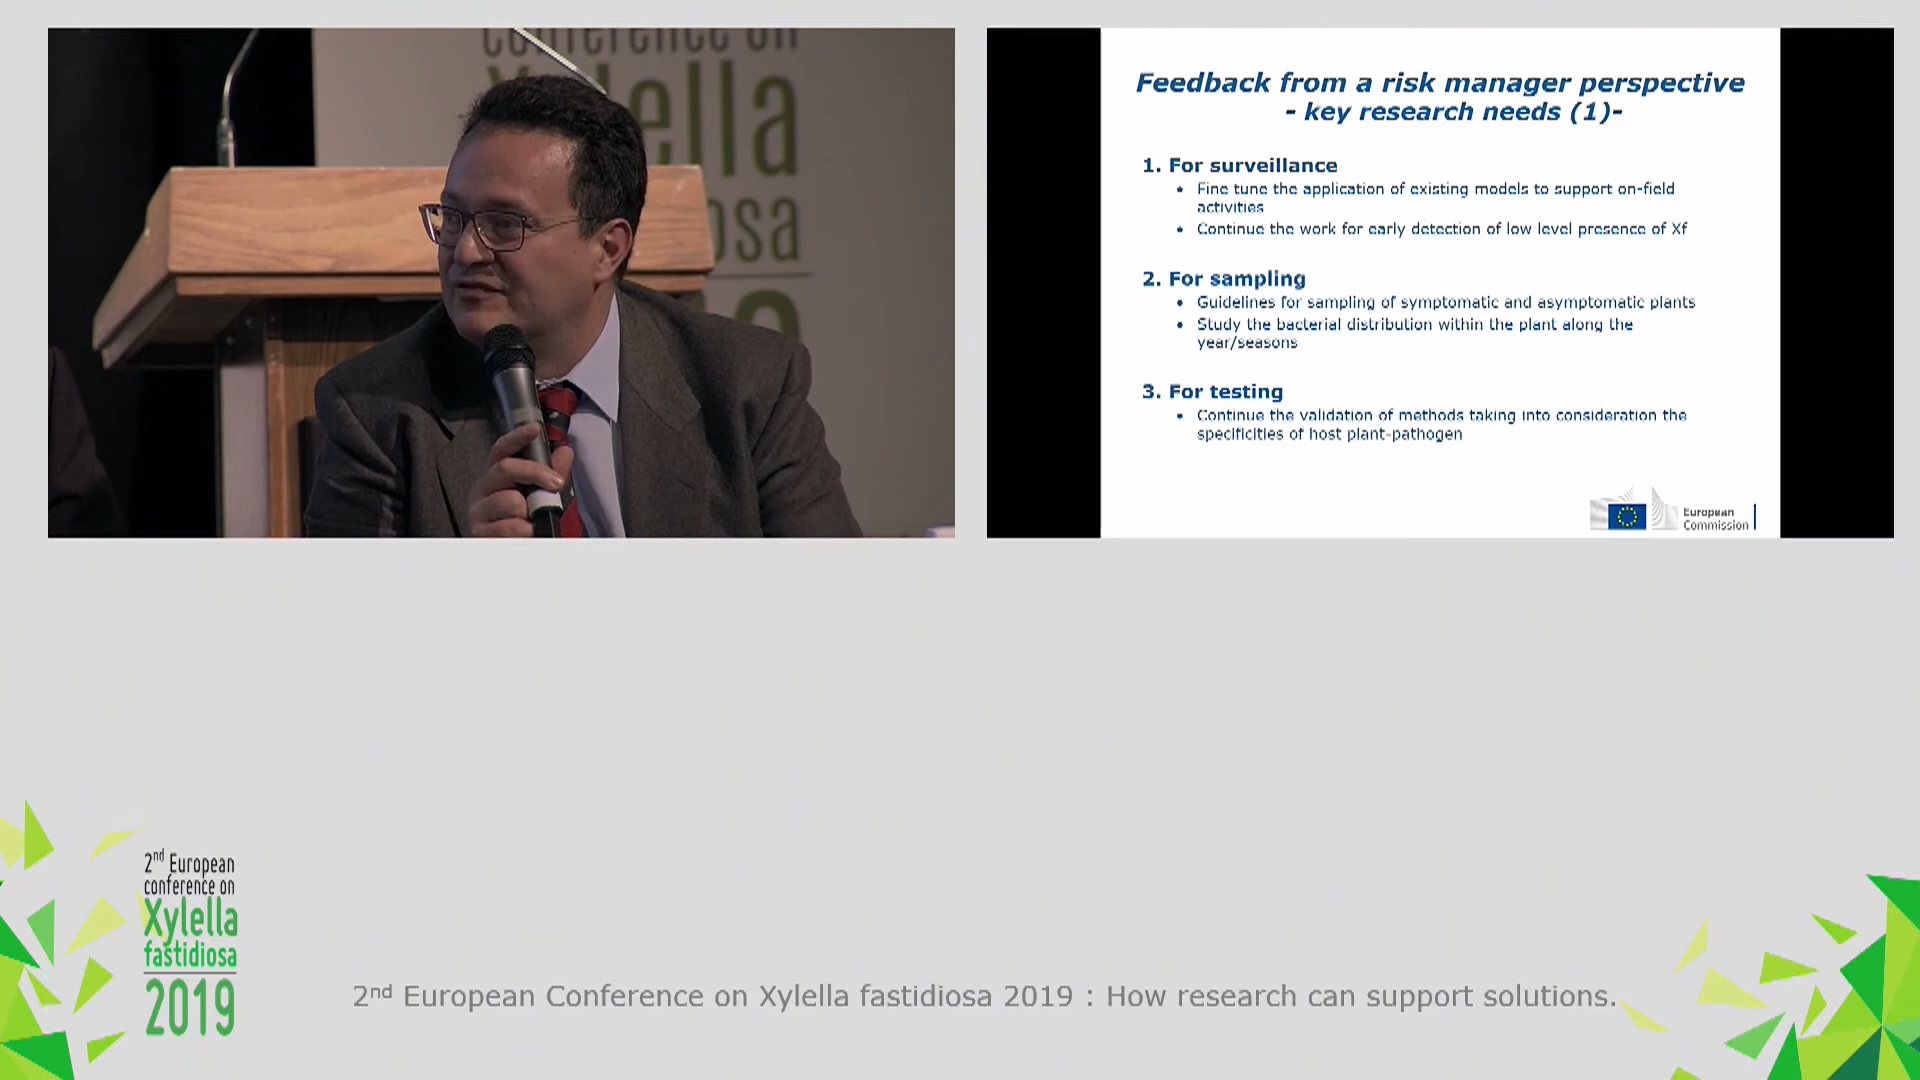 conference on
Xylella
fastidiosa
Feedback from a risk manager perspective
- key research needs (1)-
1. For surveillance
• Fine tune the application of existing models to support on-field
activities
• Continue the work for early detection of low level presence of Xf
2. For sampling
• Guidelines for sampling of symptomatic and asymptomatic plants
• Study the bacterial distribution within the plant along the
year/seasons
3. For testing
• Continue the validation of methods taking into consideration the
specificities of host plant-pathogen
European
Commission
2nd European
conference on
Xylella
fastidiosa
2019
2nd European Conference on Xylella fastidiosa 2019 : How research can support solutions.